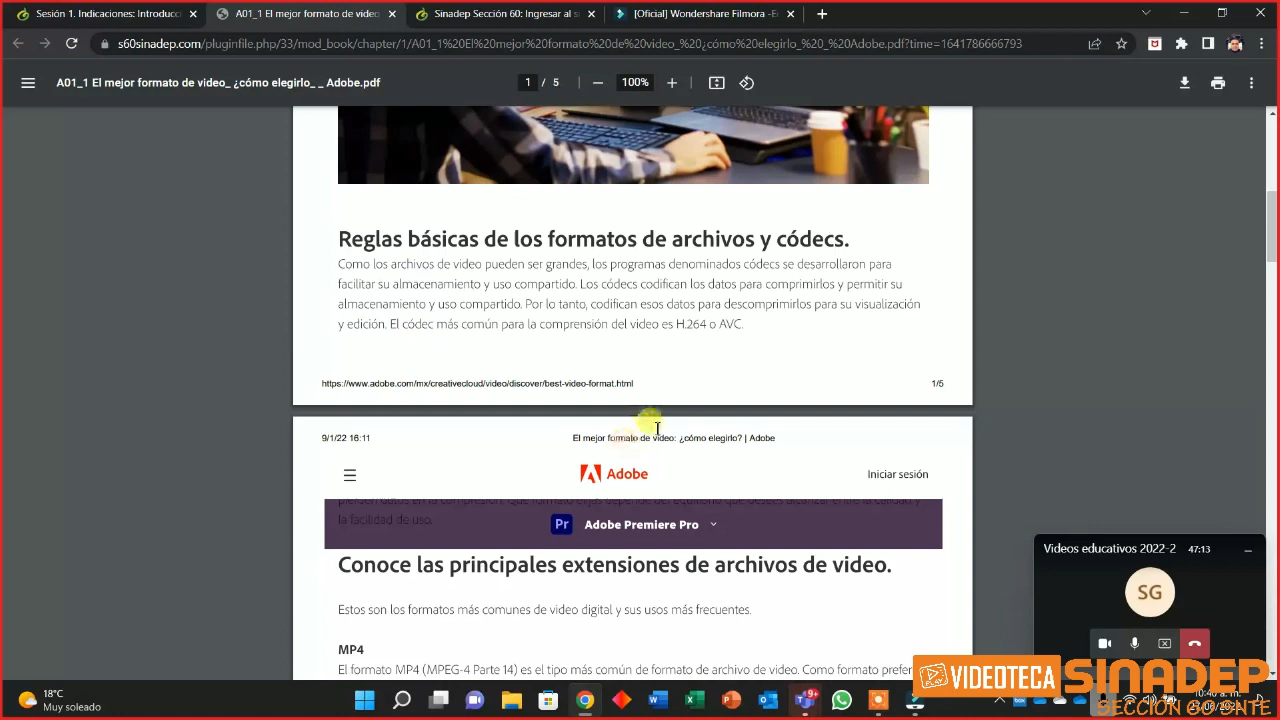 Sesión 1. Indicaciones: Introducci
A01_1 El mejor formato de video
Sinadep Sección 60: Ingresar al s
[Oficial] Wondershare Filmora -E
s60sinadep.com/pluginfile.php/33/mod_book/chapter/1/A01_1%20El%20mejor%20formato%20de%20video_%20¿cómo%20elegirlo_%20_%20Adobe.pdf?time=1641786666793
A01_1 El mejor formato de video_ ¿cómo elegirlo_ _ Adobe.pdf
1 / 5
100%
Reglas básicas de los formatos de archivos y códecs.
Como los archivos de video pueden ser grandes, los programas denominados códecs se desarrollaron para
facilitar su almacenamiento y uso compartido. Los códecs codifican los datos para comprimirlos y permitir su
almacenamiento y uso compartido. Por lo tanto, codifican esos datos para descomprimirlos para su visualización
y edición. El códec más común para la comprensión del video es H.264 o AVC.
https://www.adobe.com/mx/creativecloud/video/discover/best-video-format.html
1/5
9/1/22 16:11
El mejor formato de video: ¿cómo elegirlo? | Adobe
Adobe
Iniciar sesión
la facilidad de uso.
Pr Adobe Premiere Pro
Conoce las principales extensiones de archivos de video.
Estos son los formatos más comunes de video digital y sus usos más frecuentes.
MP4
El formato MP4 (MPEG-4 Parte 14) es el tipo más común de formato de archivo de video. Como formato prefer
Videos educativos 2022-2
47:13
SG
VIDEOTECA
SINADEP
SECCIÓN 60 SNTE
18°C
Muy soleado
9+
10:40 a. m.